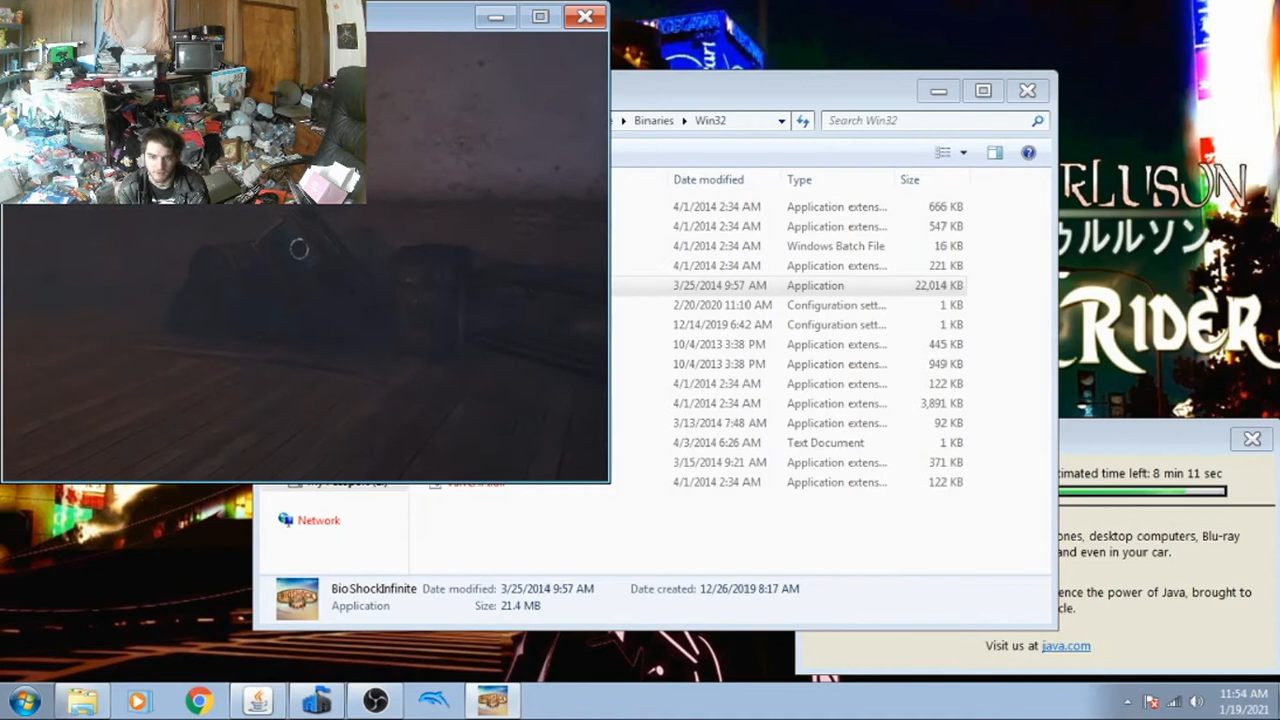 Binaries
Win32
Search Win32
Date modified
Type
Size
4/1/2014 2:34 AM
Application extens...
666 KB
4/1/2014 2:34 AM
Application extens...
547 KB
4/1/2014 2:34 AM
Windows Batch File
16 KB
4/1/2014 2:34 AM
Application extens...
221 KB
3/25/2014 9:57 AM
Application
22,014 KB
2/20/2020 11:10 AM
Configuration sett...
1 KB
12/14/2019 6:42 AM
Configuration sett...
1 KB
10/4/2013 3:38 PM
Application extens...
445 KB
10/4/2013 3:38 PM
Application extens...
949 KB
4/1/2014 2:34 AM
Application extens...
122 KB
4/1/2014 2:34 AM
Application extens...
3,891 KB
3/13/2014 7:48 AM
Application extens...
92 KB
4/3/2014 6:26 AM
Text Document
1 KB
3/15/2014 9:21 AM
Application extens...
371 KB
4/1/2014 2:34 AM
Application extens...
122 KB
Network
BioShockInfinite
Date modified: 3/25/2014 9:57 AM
Date created: 12/26/2019 8:17 AM
Application
Size: 21.4 MB
RLUSON
ゥルルソン
RIDER
timated time left: 8 min 11 sec
ones, desktop computers, Blu-ray
and even in your car.
ence the power of Java, brought to
cle.
Visit us at java.com
11:54 AM
1/19/2021